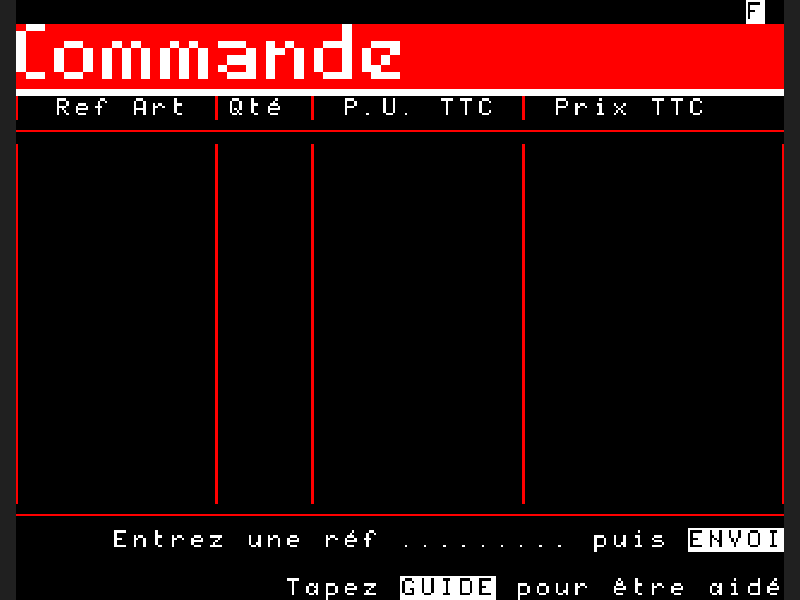 F
Commande
Ref Art Qté P.U. TTC Prix TTC
Entrez une réf ......... puis ENVOI
Tapez GUIDE pour être aidé